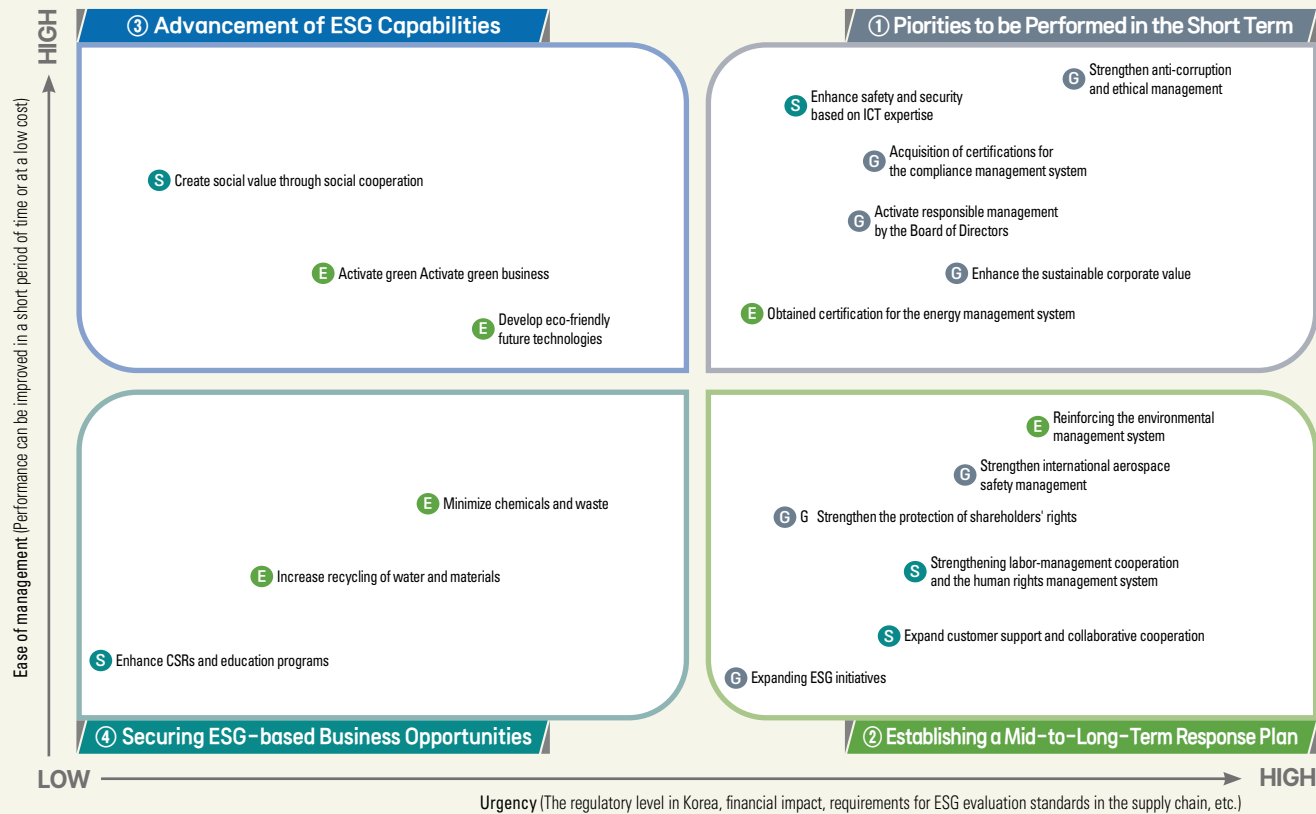 HIGH
Ease of management (Performance can be improved in a short period of time or at a low cost)
③ Advancement of ESG Capabilities
S Create social value through social cooperation
E Activate green Activate green business
E Develop eco-friendly
future technologies
① Piorities to be Performed in the Short Term
G Strengthen anti-corruption
and ethical management
S Enhance safety and security
based on ICT expertise
G Acquisition of certifications for
the compliance management system
G Activate responsible management
by the Board of Directors
G Enhance the sustainable corporate value
E Obtained certification for the energy management system
E Minimize chemicals and waste
E Increase recycling of water and materials
S Enhance CSRs and education programs
④ Securing ESG-based Business Opportunities
E Reinforcing the environmental
management system
G Strengthen international aerospace
safety management
G G Strengthen the protection of shareholders' rights
S Strengthening labor-management cooperation
and the human rights management system
S Expand customer support and collaborative cooperation
G Expanding ESG initiatives
② Establishing a Mid-to-Long-Term Response Plan
LOW
HIGH
Urgency (The regulatory level in Korea, financial impact, requirements for ESG evaluation standards in the supply chain, etc.)